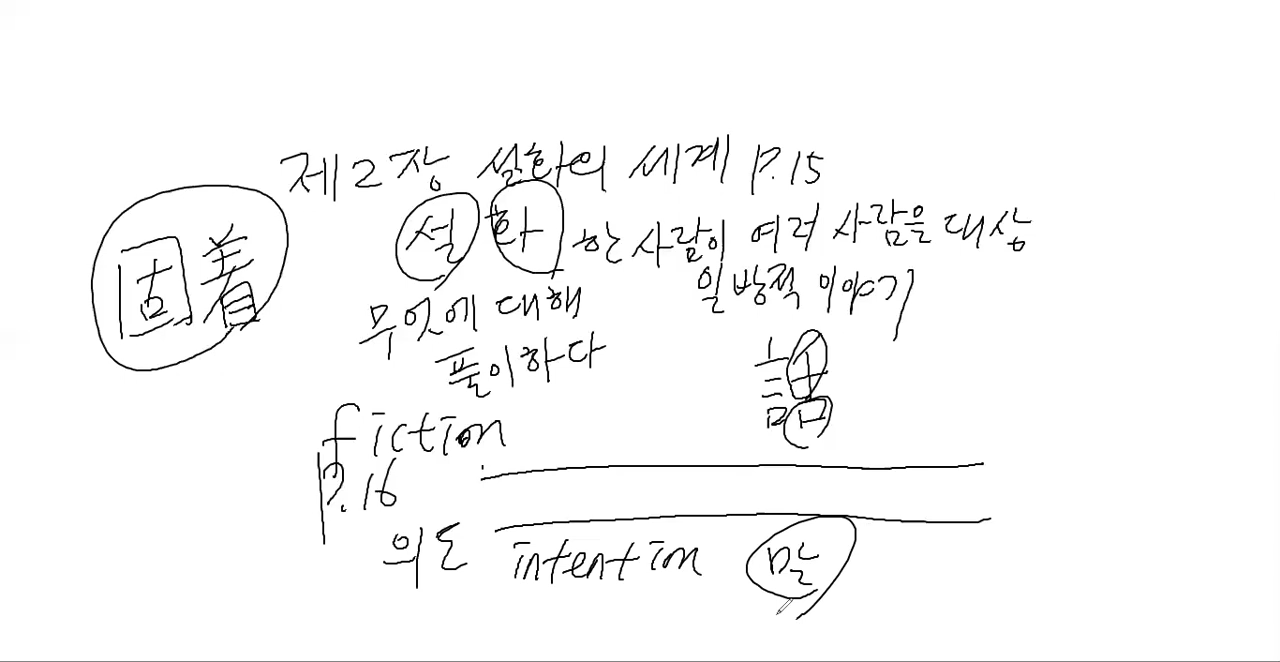 제2장 설화의 세계 P.15
固着
설화 한 사람이 여러 사람을 대상
일방적 이야기
무엇에 대해
풀이하다
話
fiction
P.16
의도 intention 말